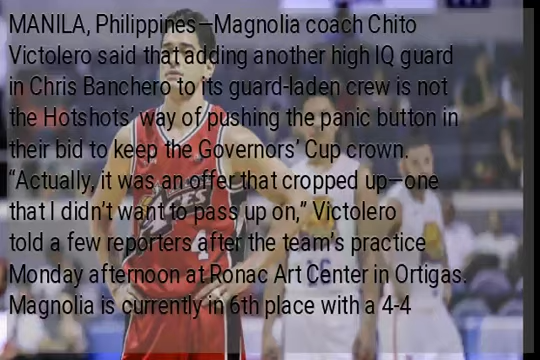 MANILA, Philippines—Magnolia coach Chito
Victolero said that adding another high IQ guard
in Chris Banchero to its guard-laden crew is not
the Hotshots’ way of pushing the panic button in
their bid to keep the Governors’ Cup crown.
“Actually, it was an offer that cropped up—one
that I didn’t want to pass up on,” Victolero
told a few reporters after the team’s practice
Monday afternoon at Ronac Art Center in Ortigas.
Magnolia is currently in 6th place with a 4-4
ACES
4